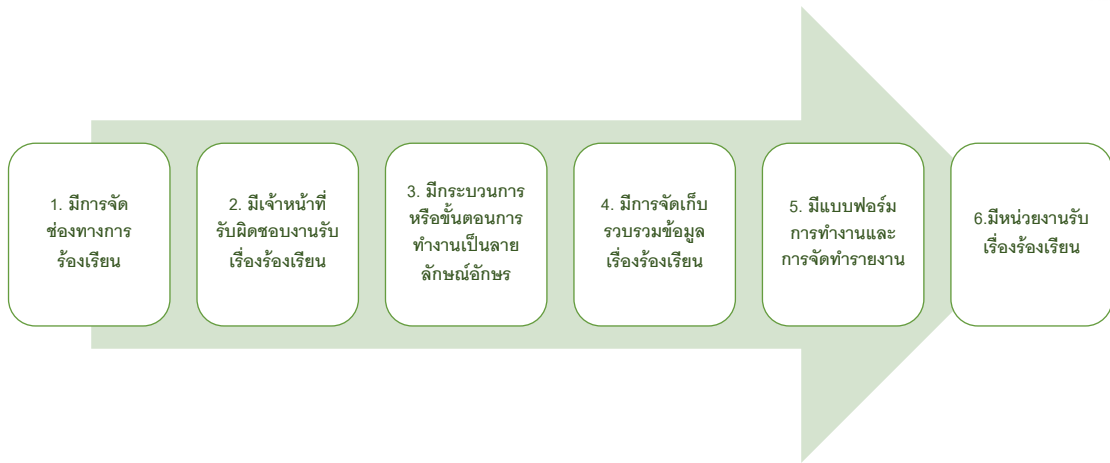 1. มีการจัด
ช่องทางการ
ร้องเรียน
2. มีเจ้าหน้าที่
รับผิดชอบงานรับ
เรื่องร้องเรียน
3. มีกระบวนการ
หรือขั้นตอนการ
ทำงานเป็นลาย
ลักษณ์อักษร
4. มีการจัดเก็บ
รวบรวมข้อมูล
เรื่องร้องเรียน
5. มีแบบฟอร์ม
การทำงานและ
การจัดทำรายงาน
6.มีหน่วยงานรับ
เรื่องร้องเรียน